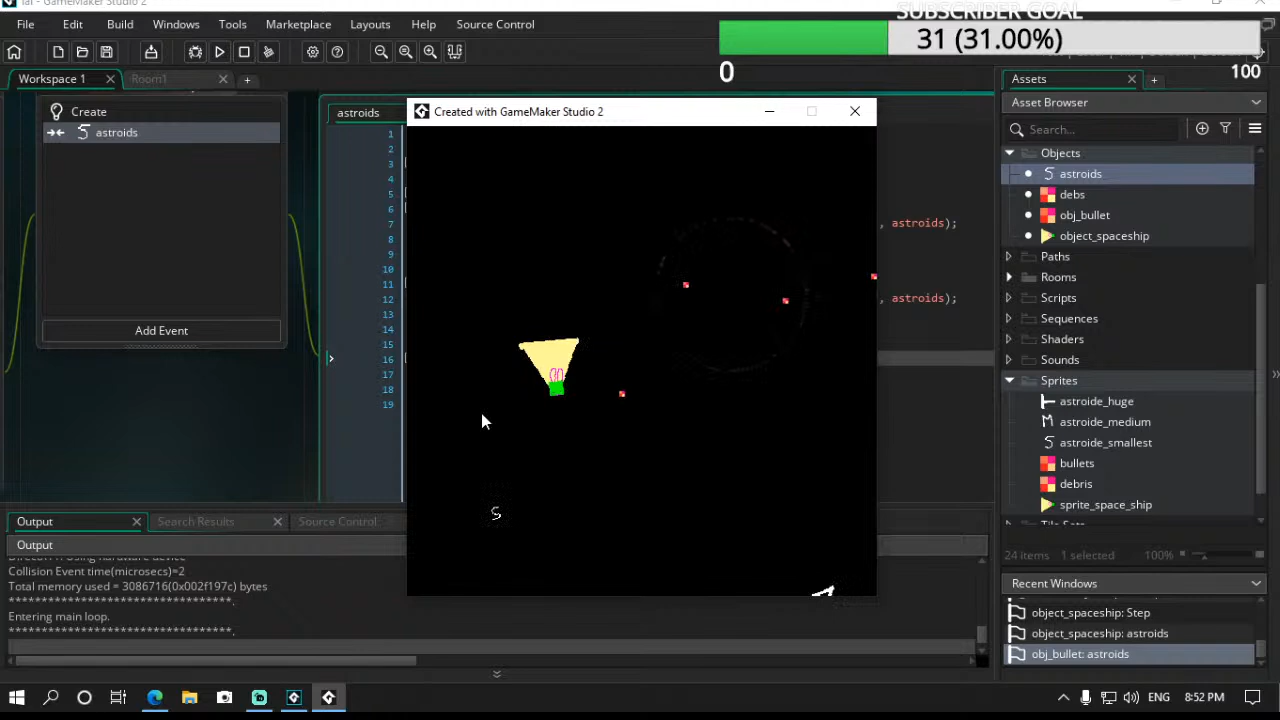 GameMaker Studio 2
File Edit Build Windows Tools Marketplace Layouts Help Source Control
SUBSCRIBER GOAL
31 (31.00%)
0
100
Workspace 1
Room1
Create
astroids
Add Event
astroids
1
2
3
4
5
6
7
8
9
10
11
12
13
14
15
16
17
18
19
, astroids);
, astroids);
Created with GameMaker Studio 2
Assets
Asset Browser
Search...
Objects
astroids
debs
obj_bullet
object_spaceship
Paths
Rooms
Scripts
Sequences
Shaders
Sounds
Sprites
astroide_huge
astroide_medium
astroide_smallest
bullets
debris
sprite_space_ship
Tile Sets
24 items 1 selected 100%
Recent Windows
object_spaceship: Step
object_spaceship: astroids
obj_bullet: astroids
Output
Search Results
Source Control
Output
Collision Event time(microsecs)=2
Total memory used = 3086716(0x002f197c) bytes
**********************************.
Entering main loop.
**********************************.
ENG 8:52 PM